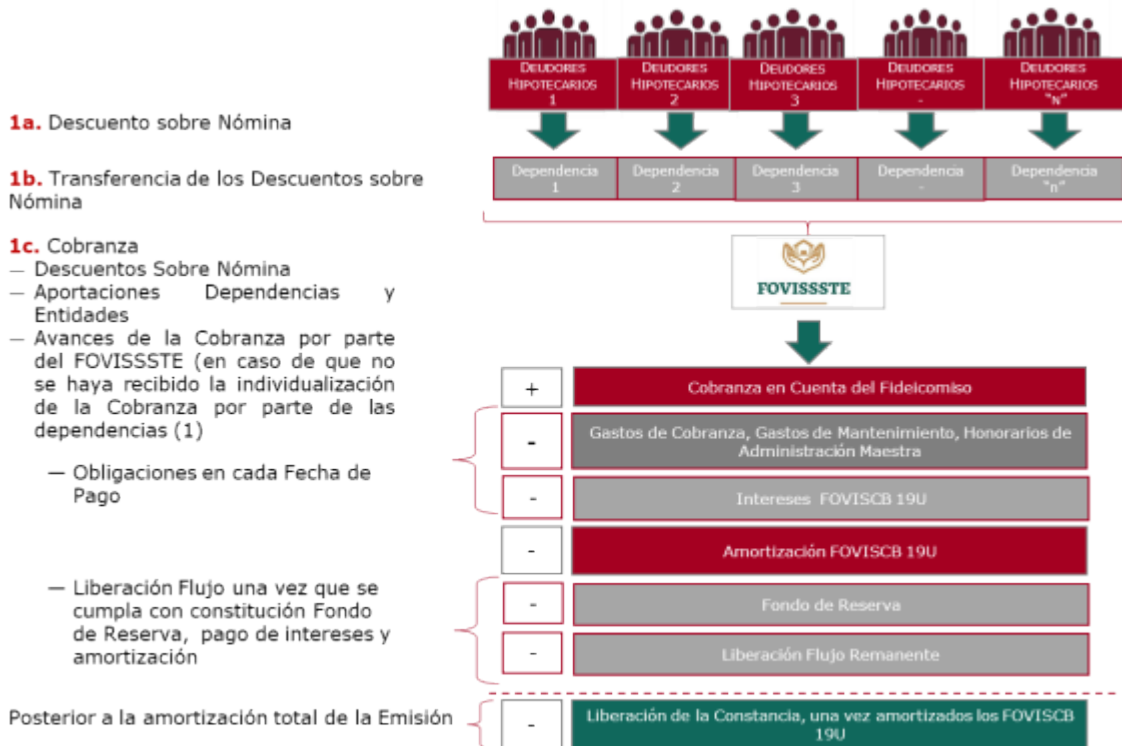 DEUDORES HIPOTECARIOS 1
DEUDORES HIPOTECARIOS 2
DEUDORES HIPOTECARIOS 3
DEUDORES HIPOTECARIOS -
DEUDORES HIPOTECARIOS "N"
1a. Descuento sobre Nómina
Dependencia 1
Dependencia 2
Dependencia 3
Dependencia -
Dependencia "n"
1b. Transferencia de los Descuentos sobre
Nómina
FOVISSSTE
1c. Cobranza
— Descuentos Sobre Nómina
— Aportaciones Dependencias y
Entidades
— Avances de la Cobranza por parte
del FOVISSSTE (en caso de que no
se haya recibido la individualización
de la Cobranza por parte de las
dependencias (1)
— Obligaciones en cada Fecha de
Pago
— Liberación Flujo una vez que se
cumpla con constitución Fondo
de Reserva, pago de intereses y
amortización
Posterior a la amortización total de la Emisión
+ Cobranza en Cuenta del Fideicomiso
- Gastos de Cobranza, Gastos de Mantenimiento, Honorarios de
Administración Maestra
- Intereses FOVISCB 19U
- Amortización FOVISCB 19U
- Fondo de Reserva
- Liberación Flujo Remanente
- Liberación de la Constancia, una vez amortizados los FOVISCB
19U